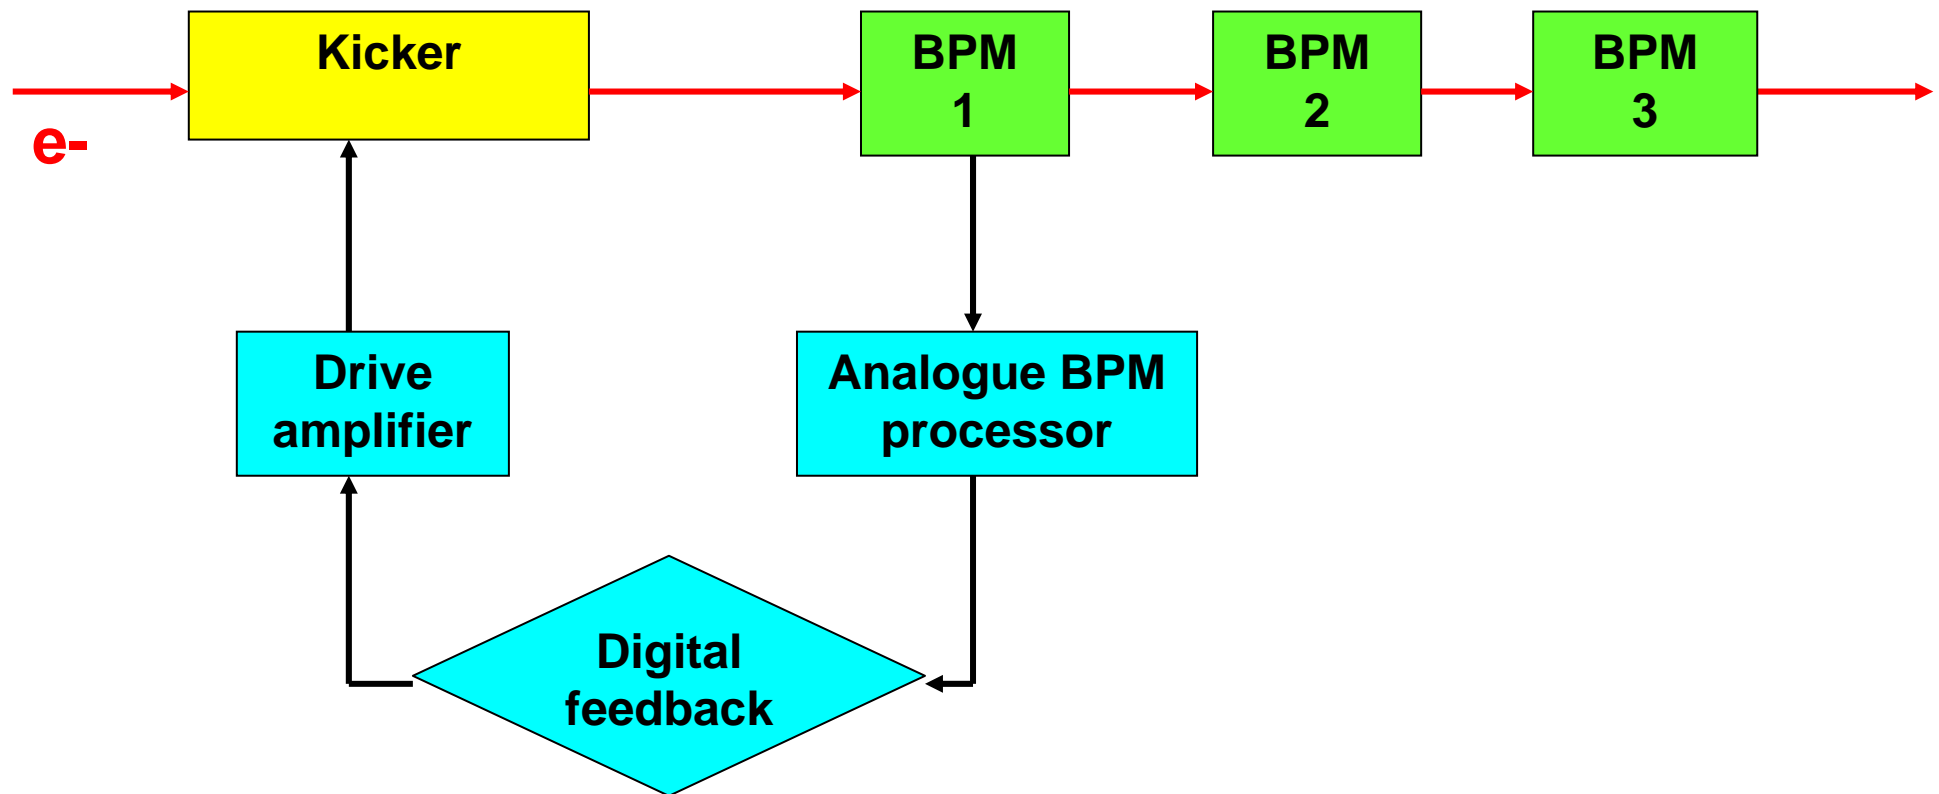 Kicker
BPM
1
BPM
2
BPM
3
e-
Drive
amplifier
Analogue BPM
processor
Digital
feedback